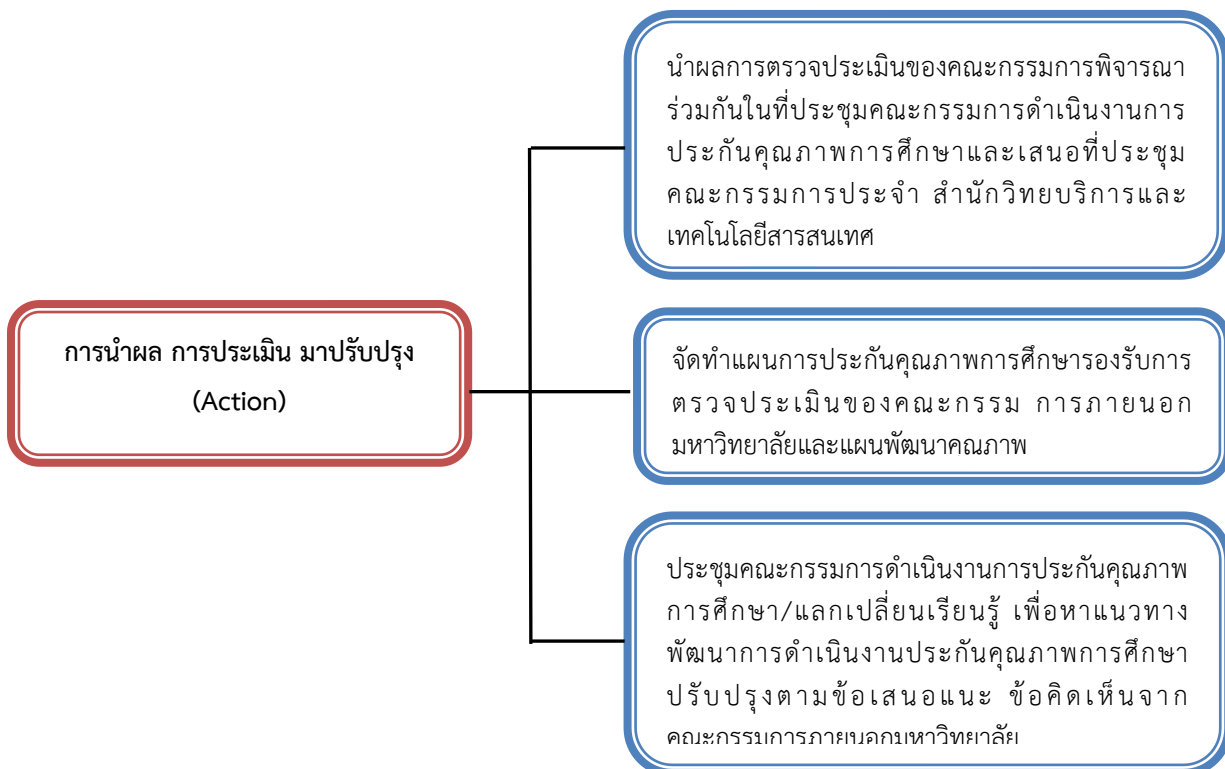 นำผลการตรวจประเมินของคณะกรรมการพิจารณา
ร่วมกันในที่ประชุมคณะกรรมการดำเนินงานการ
ประกันคุณภาพการศึกษาและเสนอที่ประชุม
คณะกรรมการประจำ สำนักวิทยบริการและ
เทคโนโลยีสารสนเทศ
การนำผล การประเมิน มาปรับปรุง
(Action)
จัดทำแผนการประกันคุณภาพการศึกษารองรับการ
ตรวจประเมินของคณะกรรม การภายนอก
มหาวิทยาลัยและแผนพัฒนาคุณภาพ
ประชุมคณะกรรมการดำเนินงานการประกันคุณภาพ
การศึกษา/แลกเปลี่ยนเรียนรู้ เพื่อหาแนวทาง
พัฒนาการดำเนินงานประกันคุณภาพการศึกษา
ปรับปรุงตามข้อเสนอแนะ ข้อคิดเห็นจาก
คณะกรรมการภายนอกมหาวิทยาลัย